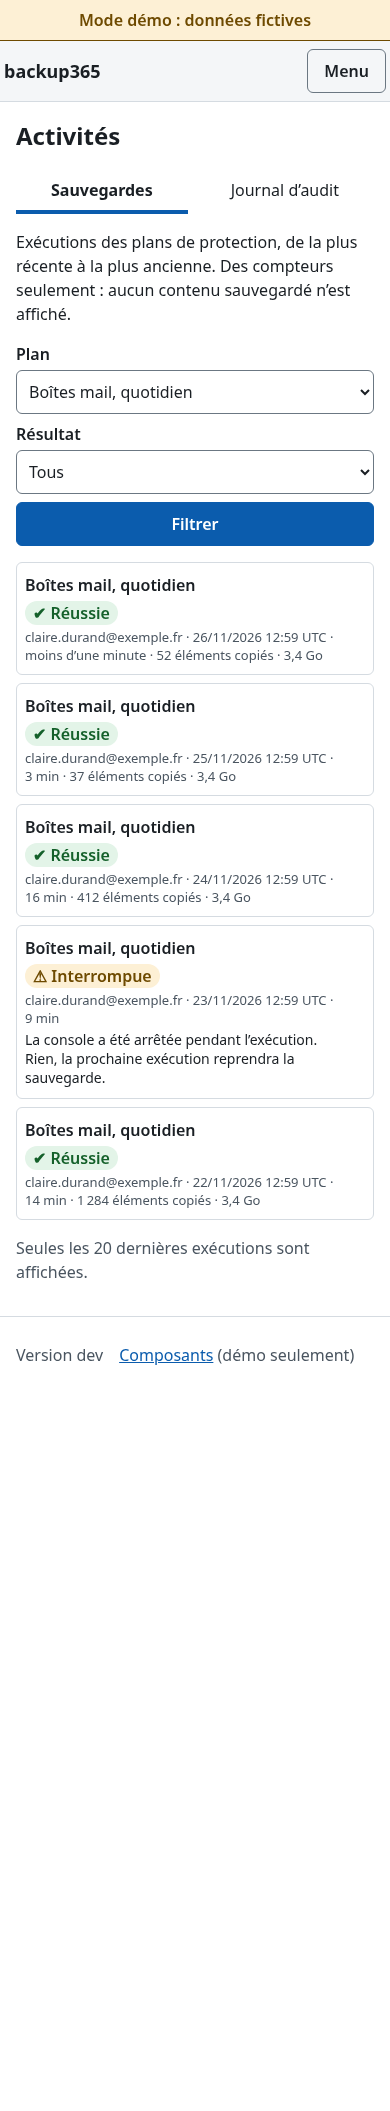 Mode démo : données fictives
backup365
Menu
Activités
Sauvegardes
Journal d’audit
Exécutions des plans de protection, de la plus
récente à la plus ancienne. Des compteurs
seulement : aucun contenu sauvegardé n’est
affiché.
Plan
Boîtes mail, quotidien
Résultat
Tous
Filtrer
Boîtes mail, quotidien
✔ Réussie
claire.durand@exemple.fr · 26/11/2026 12:59 UTC ·
moins d’une minute · 52 éléments copiés · 3,4 Go
Boîtes mail, quotidien
✔ Réussie
claire.durand@exemple.fr · 25/11/2026 12:59 UTC ·
3 min · 37 éléments copiés · 3,4 Go
Boîtes mail, quotidien
✔ Réussie
claire.durand@exemple.fr · 24/11/2026 12:59 UTC ·
16 min · 412 éléments copiés · 3,4 Go
Boîtes mail, quotidien
⚠ Interrompue
claire.durand@exemple.fr · 23/11/2026 12:59 UTC ·
9 min
La console a été arrêtée pendant l’exécution.
Rien, la prochaine exécution reprendra la
sauvegarde.
Boîtes mail, quotidien
✔ Réussie
claire.durand@exemple.fr · 22/11/2026 12:59 UTC ·
14 min · 1 284 éléments copiés · 3,4 Go
Seules les 20 dernières exécutions sont
affichées.
Version dev Composants (démo seulement)